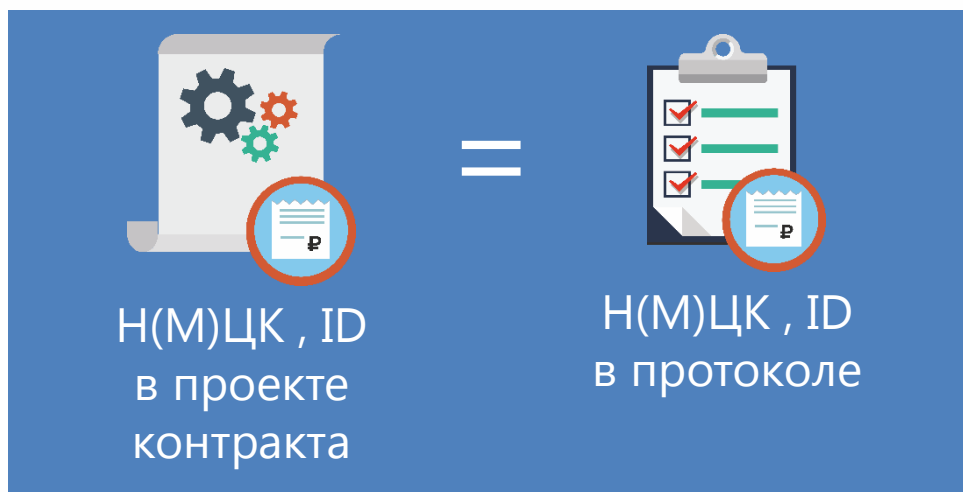 =
Н(М)ЦК , ID
в проекте
контракта
Н(М)ЦК , ID
в протоколе
₽
₽